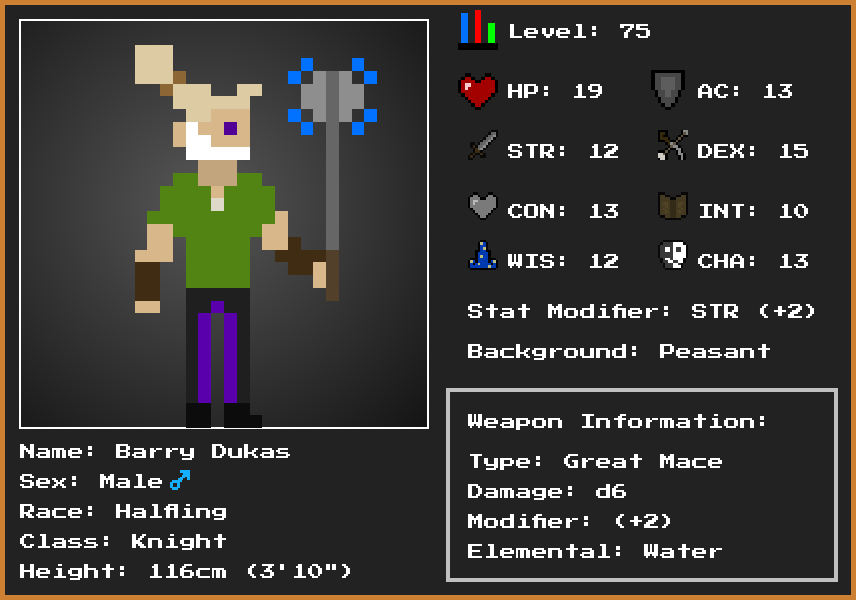 Level: 75
HP: 19
AC: 13
STR: 12
DEX: 15
CON: 13
INT: 10
WIS: 12
CHA: 13
Stat Modifier: STR (+2)
Background: Peasant
Weapon Information:
Type: Great Mace
Damage: d6
Modifier: (+2)
Elemental: Water
Name: Barry Dukas
Sex: Male♂
Race: Halfling
Class: Knight
Height: 116cm (3'10")